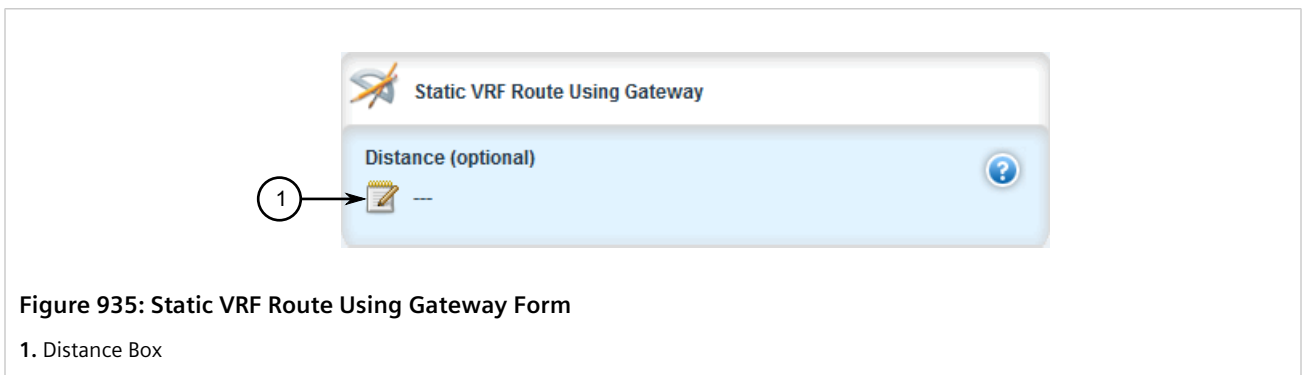 Static VRF Route Using Gateway
Distance (optional)
?
1
---
Figure 935: Static VRF Route Using Gateway Form
1. Distance Box